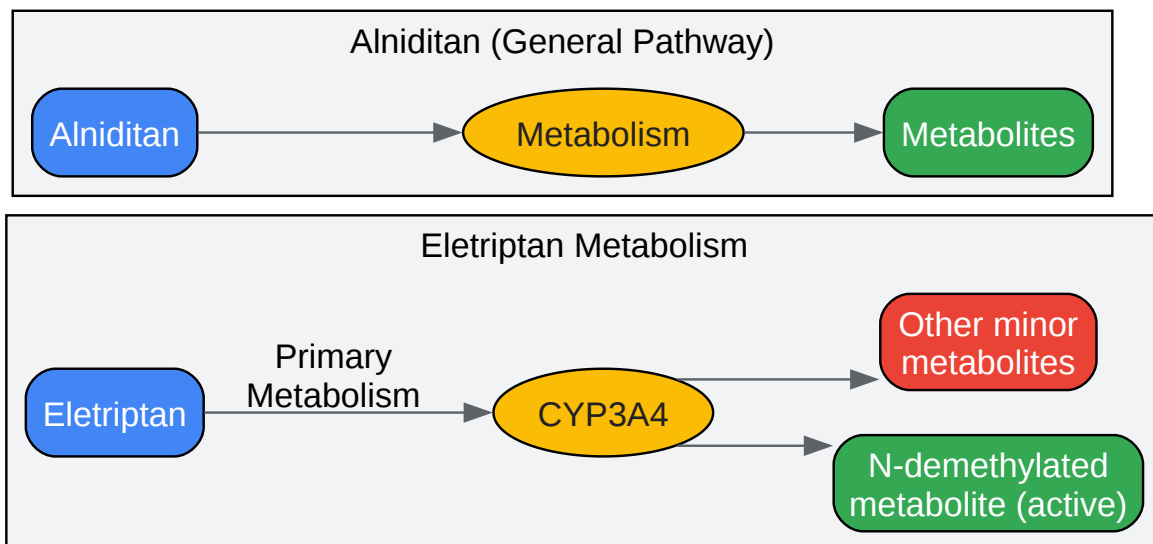 Alniditan (General Pathway)
Alniditan
Metabolism
Metabolites
Eletriptan Metabolism
Eletriptan
Primary
Metabolism
CYP3A4
Other minor
metabolites
N-demethylated
metabolite (active)